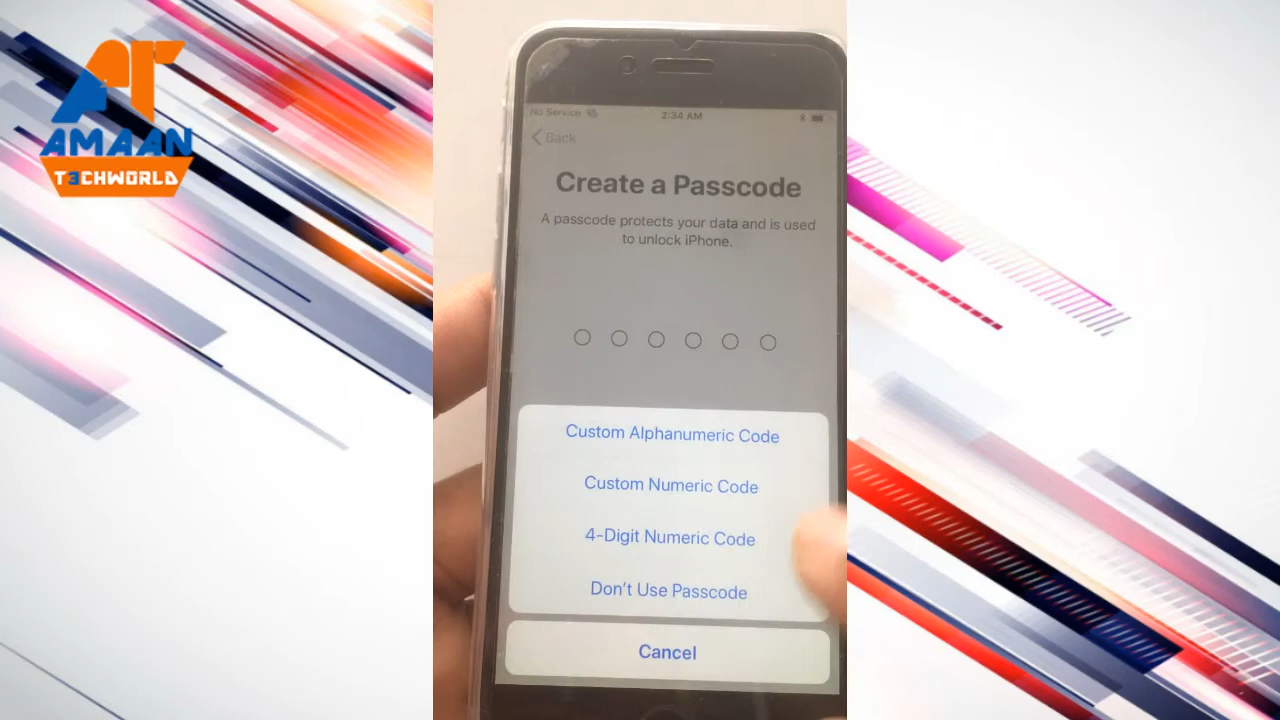 AT
AMAAN
T3CHWORLD
No Service
2:34 AM
Back
Create a Passcode
A passcode protects your data and is used
to unlock iPhone.
Custom Alphanumeric Code
Custom Numeric Code
4-Digit Numeric Code
Don't Use Passcode
Cancel